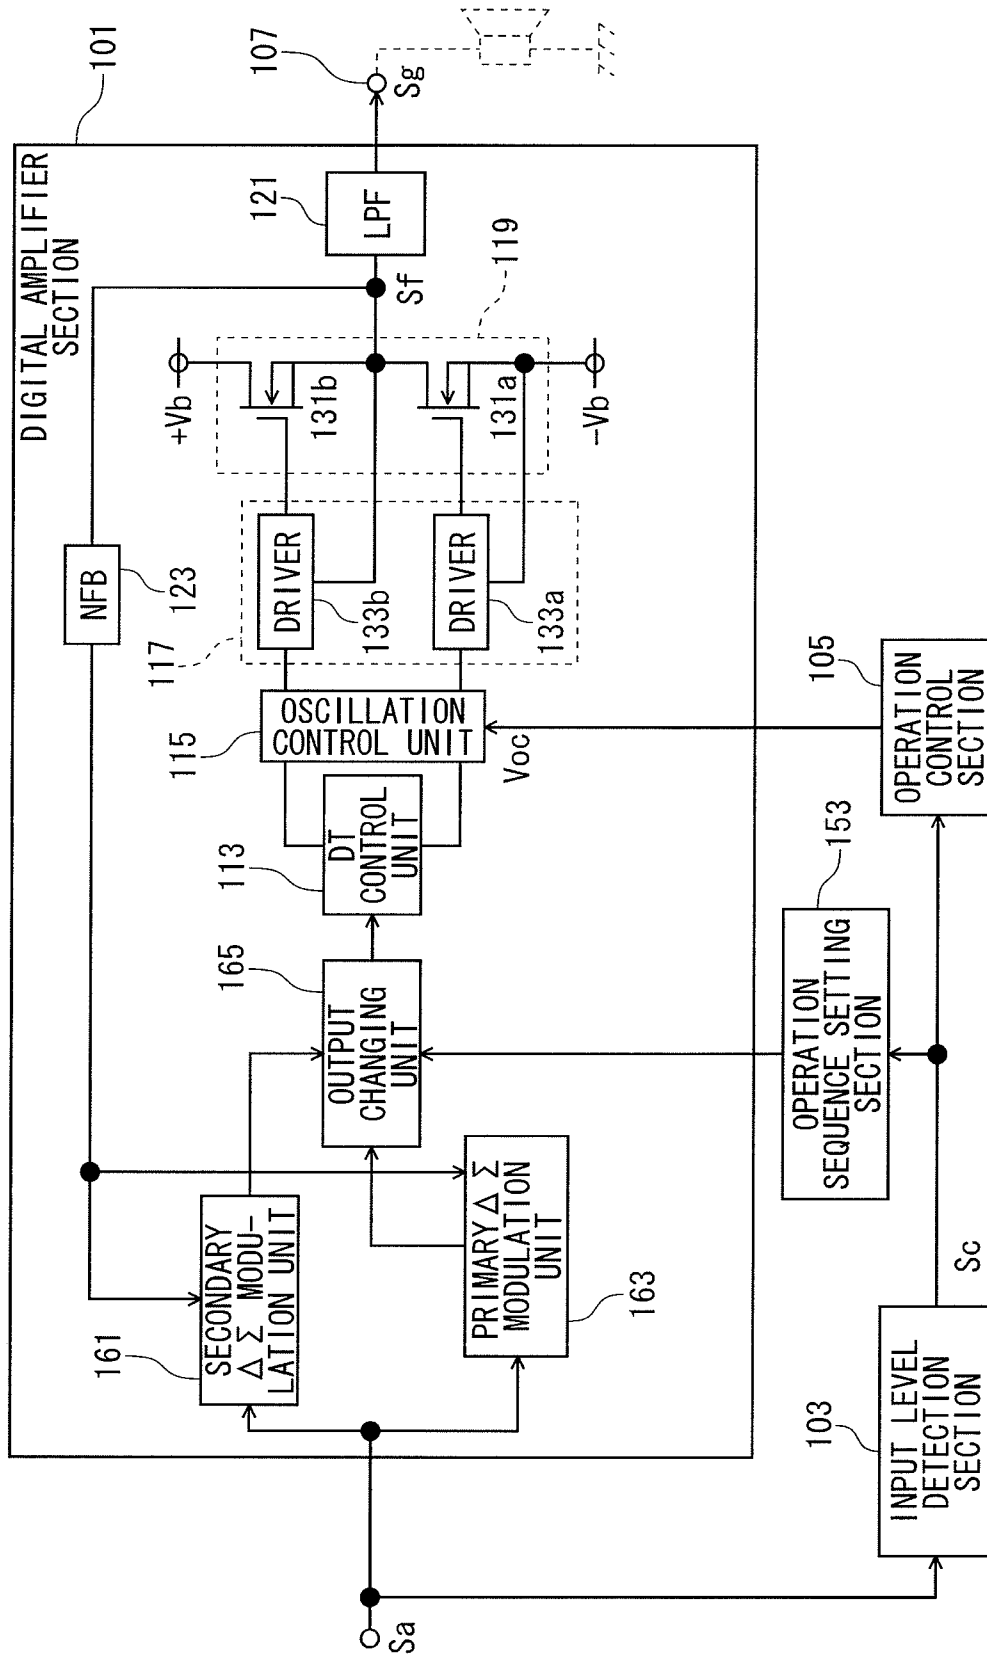 DIGITAL AMPLIFIER
SECTION
101
107
Sg
NFB
123
121
LPF
Sf
119
+Vb
131b
131a
-Vb
117
DRIVER
133b
DRIVER
133a
115
OSCILLATION
CONTROL UNIT
Voc
113
DT
CONTROL
UNIT
165
OUTPUT
CHANGING
UNIT
161
SECONDARY
ΔΣ MODU-
LATION UNIT
PRIMARY ΔΣ
MODULATION
UNIT
163
Sa
103
INPUT LEVEL
DETECTION
SECTION
Sc
153
OPERATION
SEQUENCE SETTING
SECTION
105
OPERATION
CONTROL
SECTION